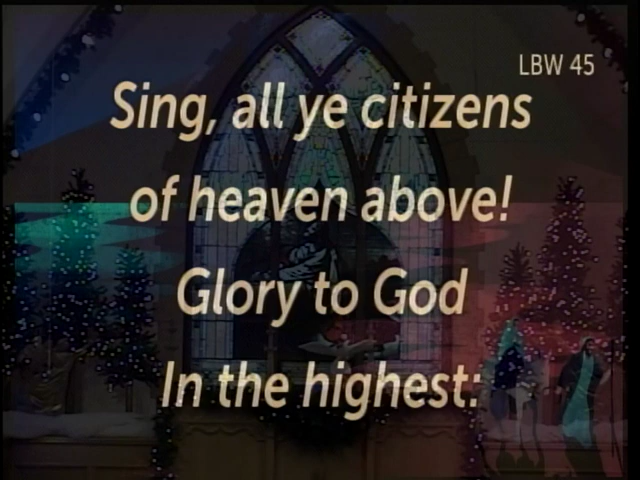 LBW 45
Sing, all ye citizens
of heaven above!
Glory to God
In the highest: